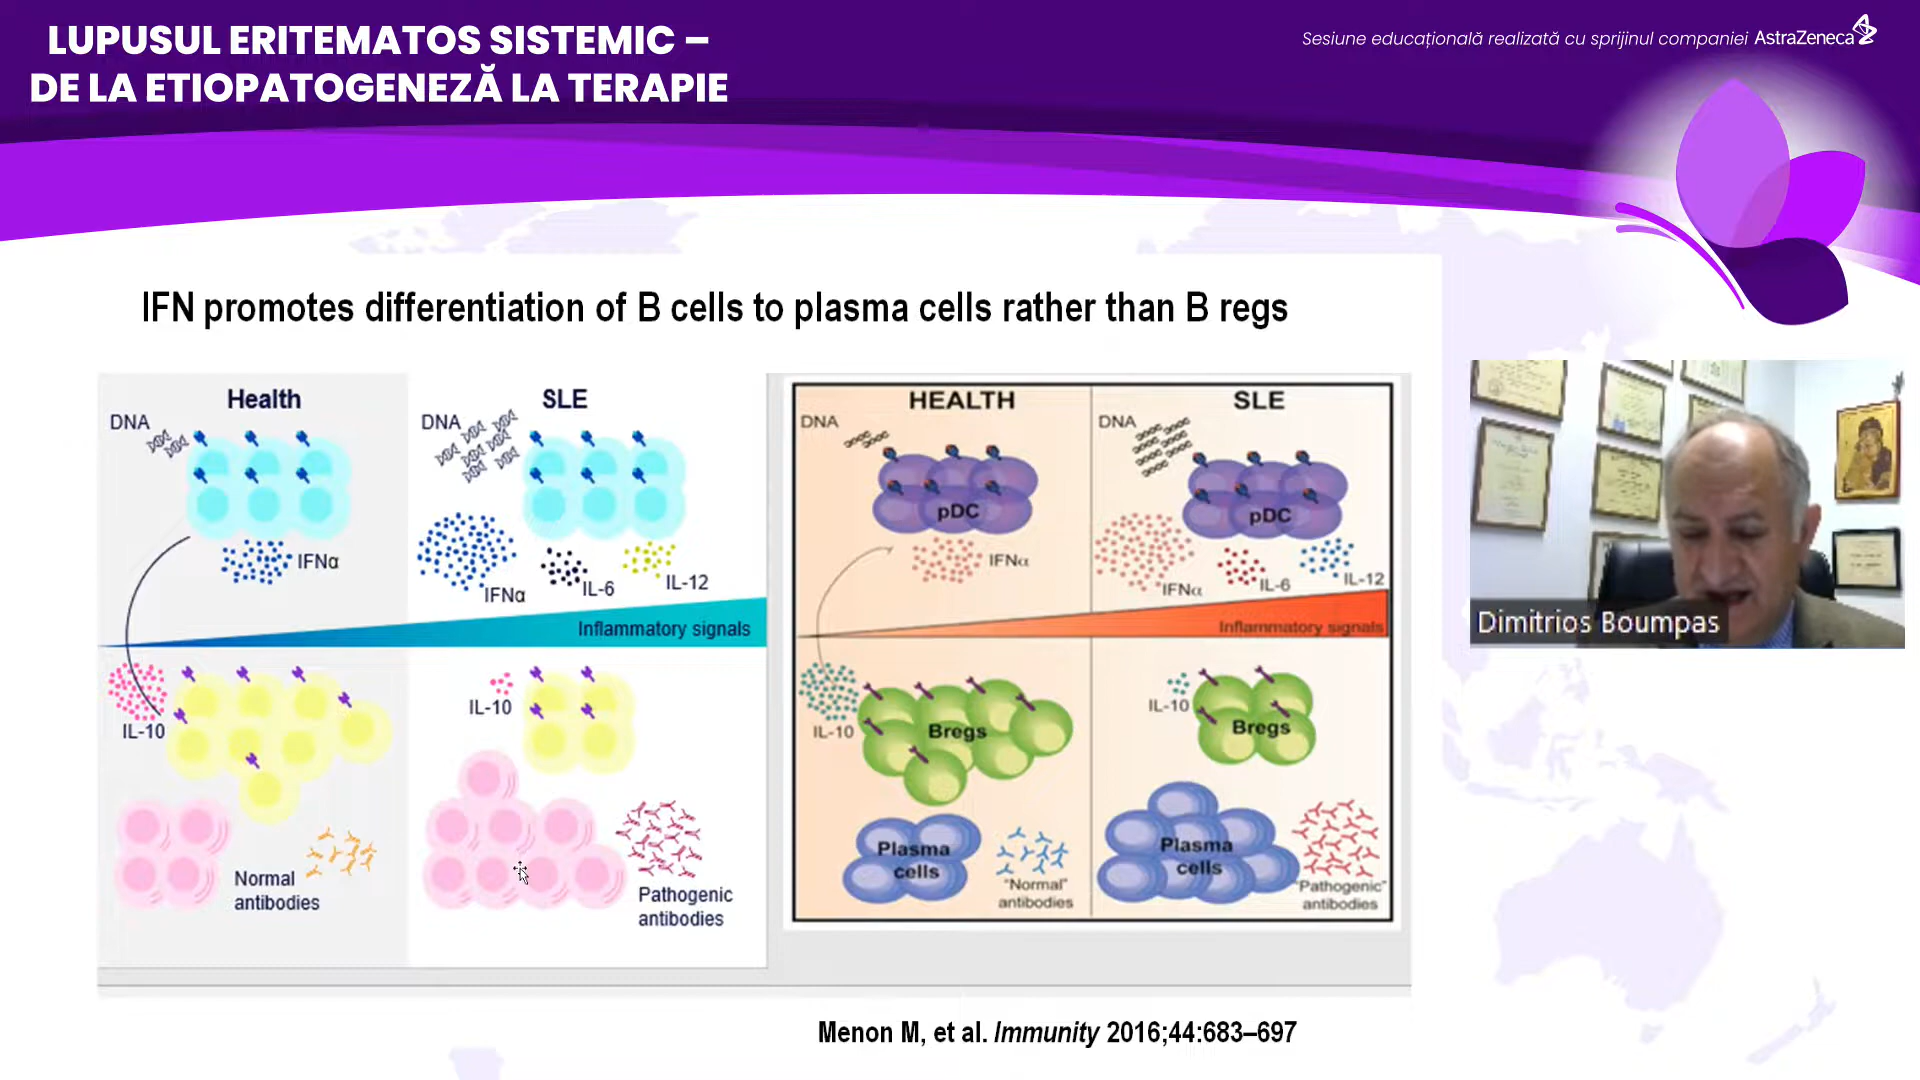 LUPUSUL ERITEMATOS SISTEMIC –
DE LA ETIOPATOGENEZĂ LA TERAPIE
Sesiune educațională realizată cu sprijinul companiei AstraZeneca
IFN promotes differentiation of B cells to plasma cells rather than B regs
Health
SLE
DNA
DNA
IFNα
IFNα
IL-6
IL-12
Inflammatory signals
IL-10
IL-10
Normal
antibodies
Pathogenic
antibodies
HEALTH
SLE
DNA
DNA
pDC
pDC
IFNα
IFNα
IL-6
IL-12
Inflammatory signals
IL-10
Bregs
IL-10
Bregs
Plasma
cells
"Normal"
antibodies
Plasma
cells
"Pathogenic"
antibodies
Dimitrios Boumpas
Menon M, et al. Immunity 2016;44:683–697